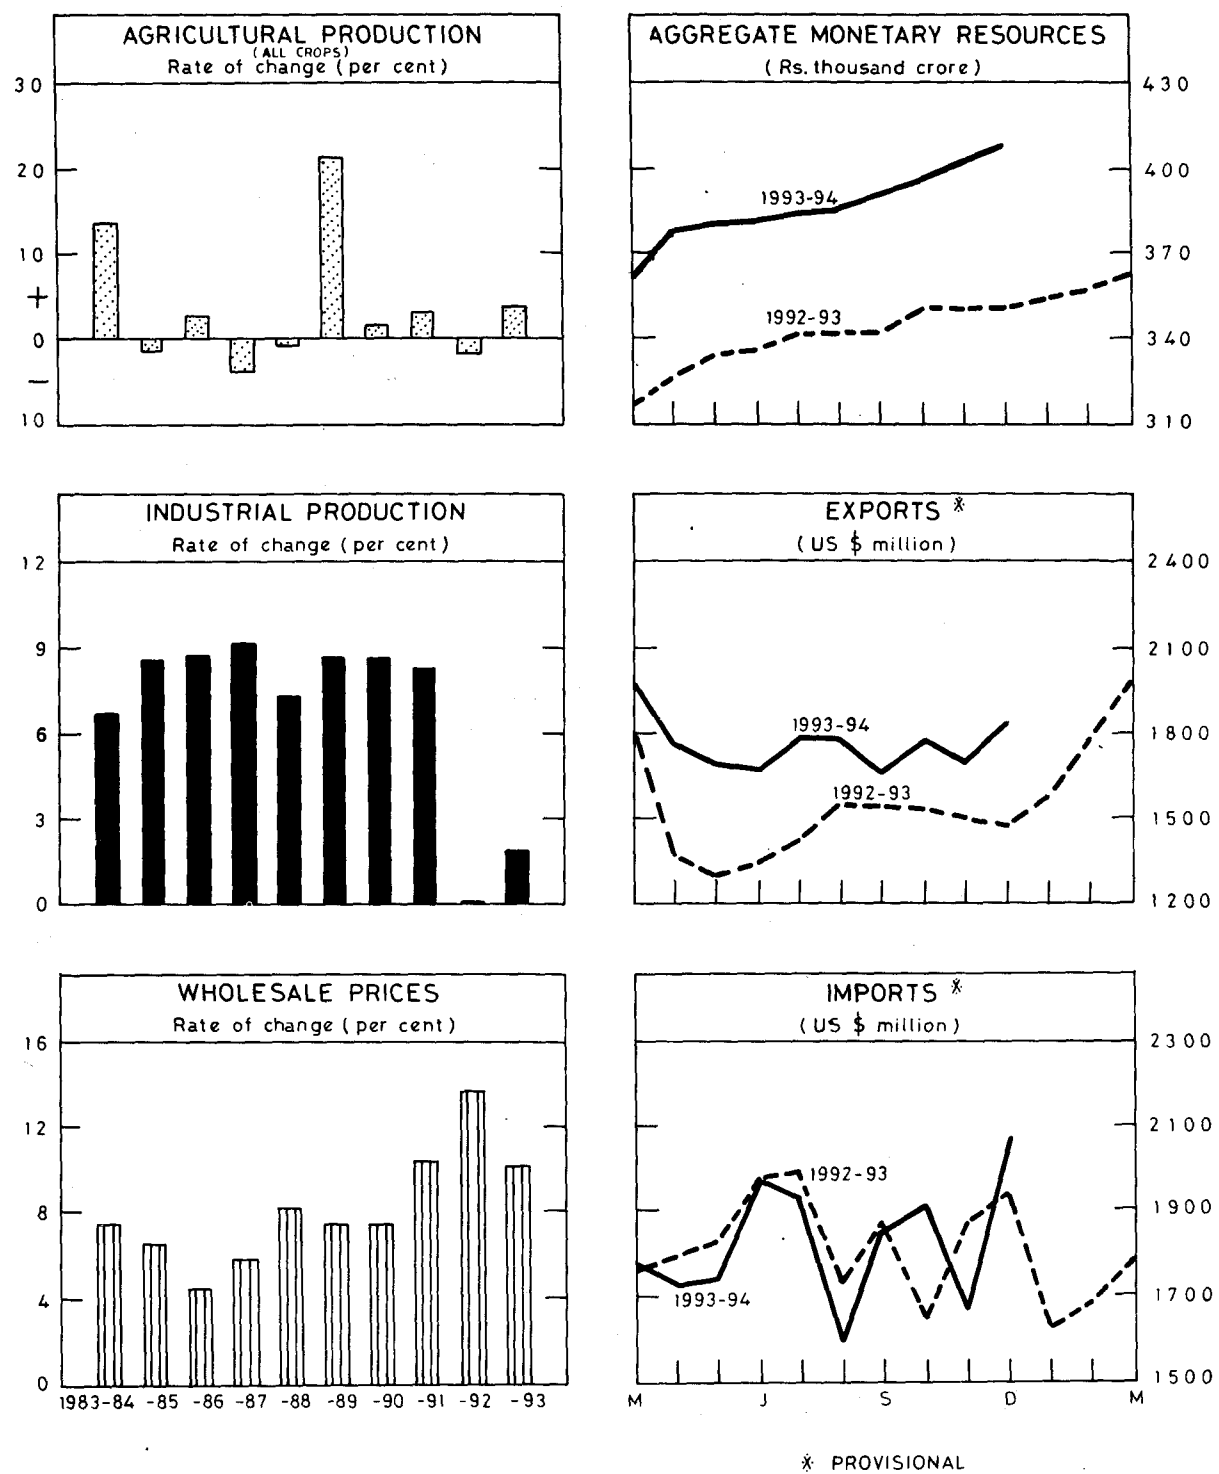 AGRICULTURAL PRODUCTION
(ALL CROPS)
Rate of change (per cent)
30
20
10
+
0
−
10
AGGREGATE MONETARY RESOURCES
(Rs. thousand crore)
430
400
370
340
310
1993-94
1992-93
INDUSTRIAL PRODUCTION
Rate of change (per cent)
12
9
6
3
0
EXPORTS *
(US $ million)
2400
2100
1800
1500
1200
1993-94
1992-93
WHOLESALE PRICES
Rate of change (per cent)
16
12
8
4
0
1983-84 -85 -86 -87 -88 -89 -90 -91 -92 -93
IMPORTS *
(US $ million)
2300
2100
1900
1700
1500
1992-93
1993-94
M J S D M
* PROVISIONAL